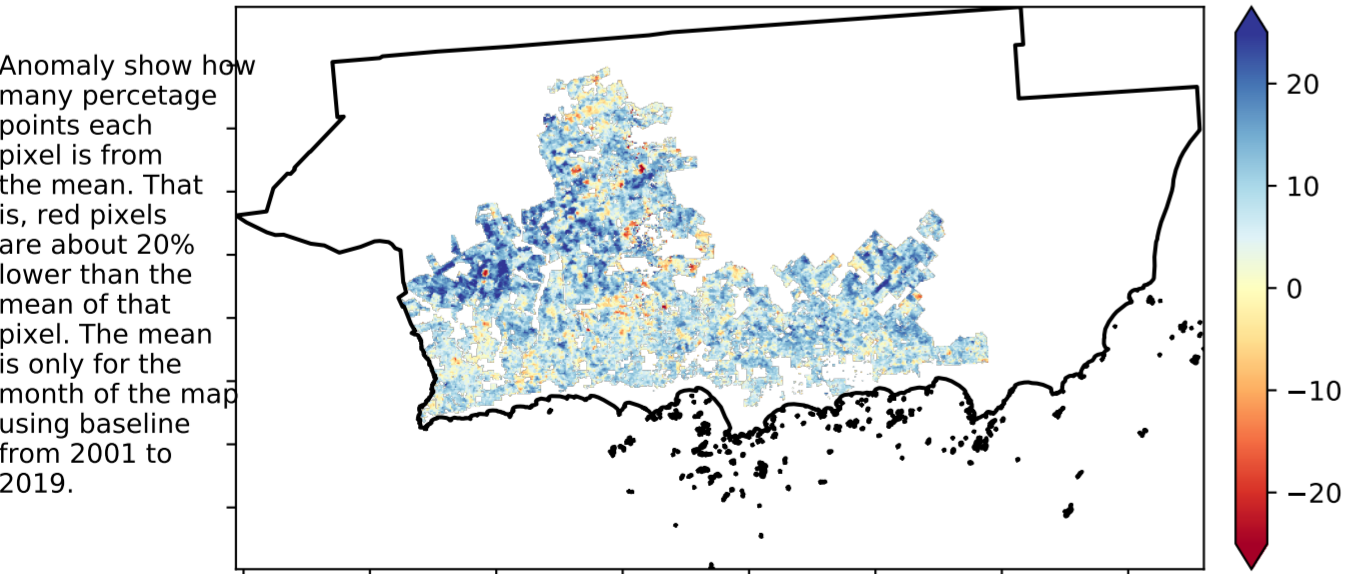 Anomaly show how
many percetage
points each
pixel is from
the mean. That
is, red pixels
are about 20%
lower than the
mean of that
pixel. The mean
is only for the
month of the map
using baseline
from 2001 to
2019.
20
10
0
−10
−20